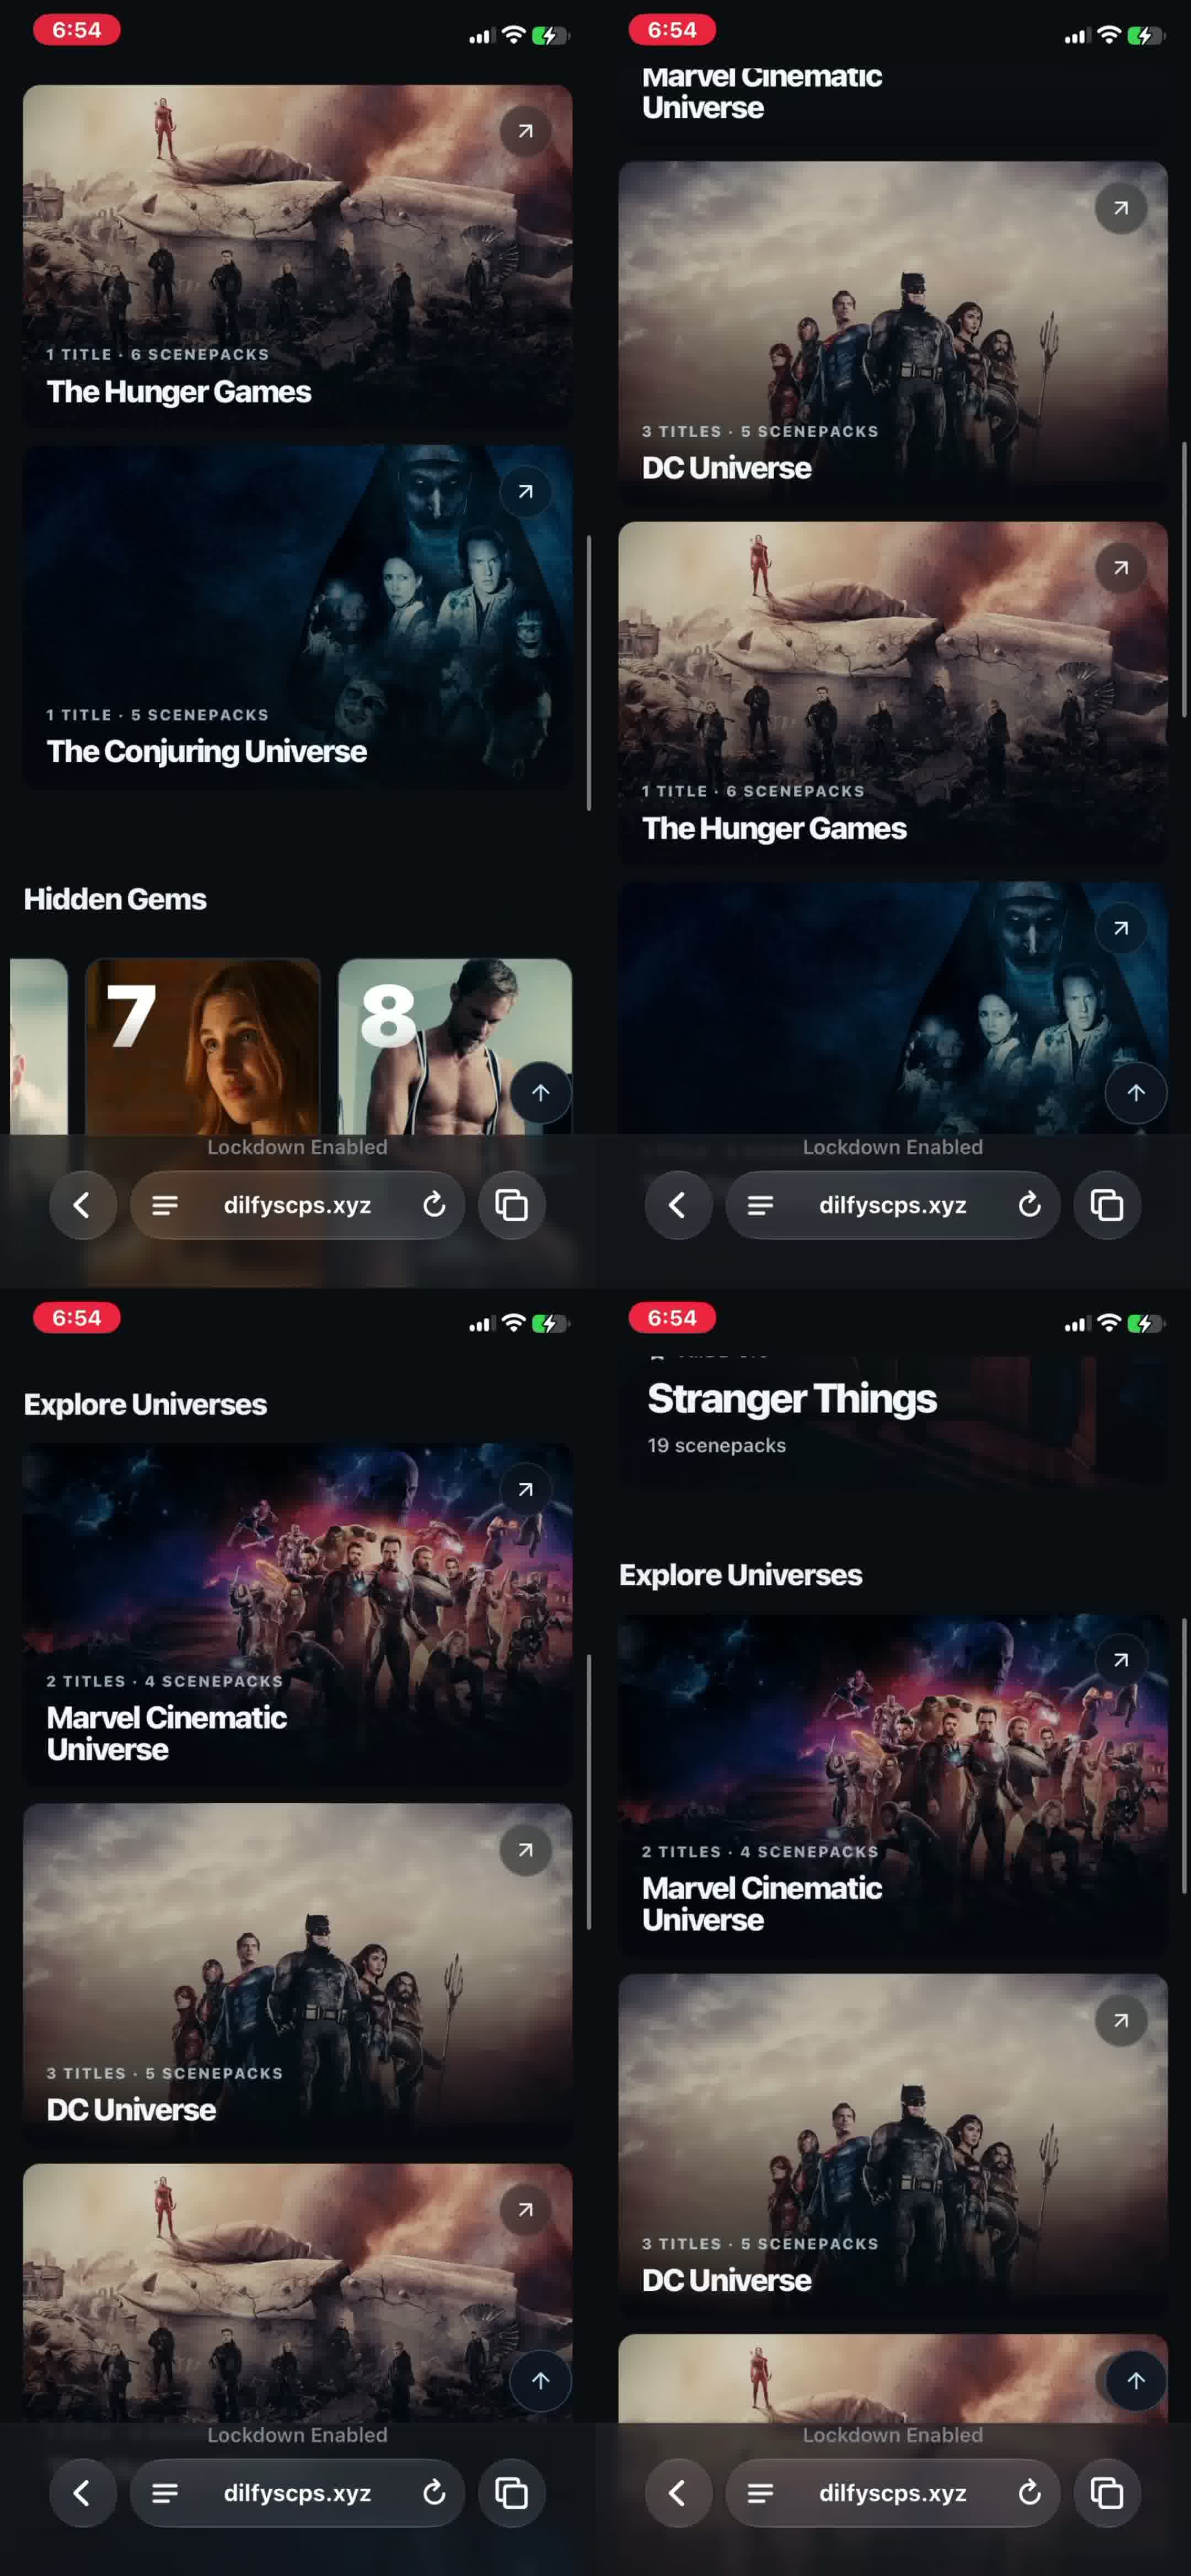 6:54
1 TITLE · 6 SCENEPACKS
The Hunger Games
1 TITLE · 5 SCENEPACKS
The Conjuring Universe
Hidden Gems
7
8
Lockdown Enabled
dilfyscps.xyz
6:54
Marvel Cinematic
Universe
3 TITLES · 5 SCENEPACKS
DC Universe
1 TITLE · 6 SCENEPACKS
The Hunger Games
Lockdown Enabled
dilfyscps.xyz
6:54
Explore Universes
2 TITLES · 4 SCENEPACKS
Marvel Cinematic
Universe
3 TITLES · 5 SCENEPACKS
DC Universe
Lockdown Enabled
dilfyscps.xyz
6:54
Stranger Things
19 scenepacks
Explore Universes
2 TITLES · 4 SCENEPACKS
Marvel Cinematic
Universe
3 TITLES · 5 SCENEPACKS
DC Universe
Lockdown Enabled
dilfyscps.xyz